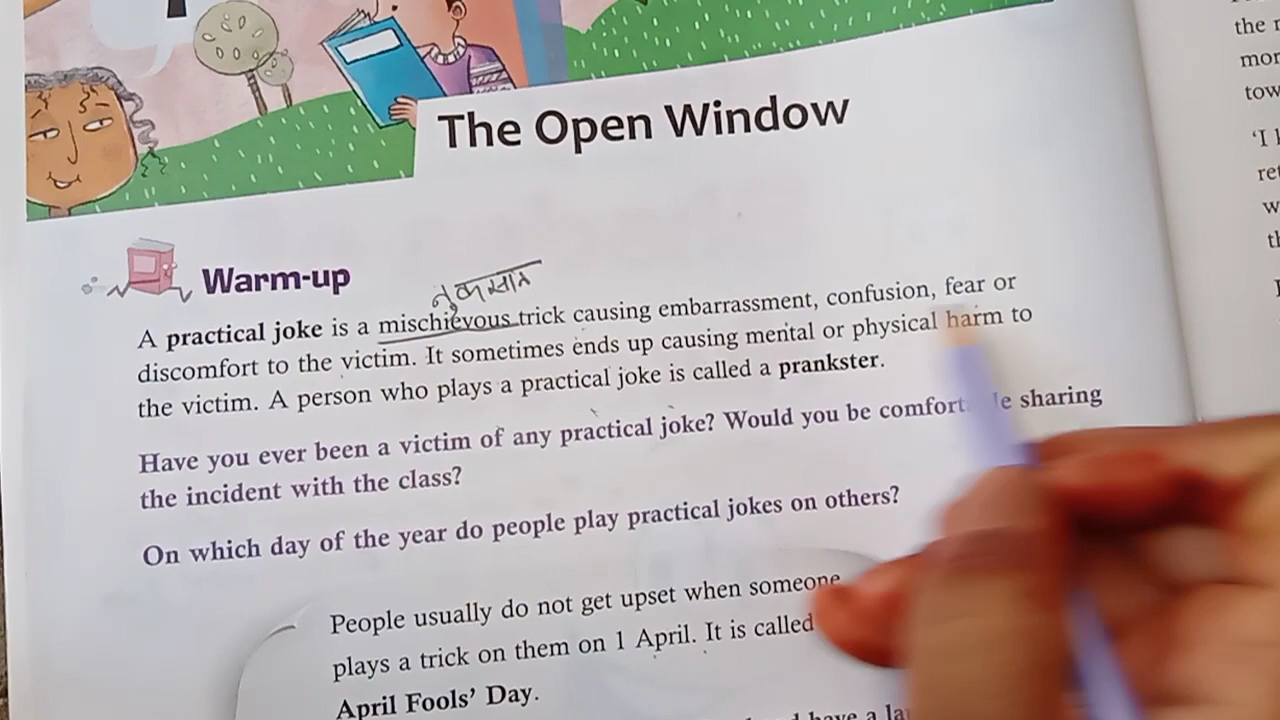 The Open Window
Warm-up
नुकसान
A practical joke is a mischievous trick causing embarrassment, confusion, fear or
discomfort to the victim. It sometimes ends up causing mental or physical harm to
the victim. A person who plays a practical joke is called a prankster.
Have you ever been a victim of any practical joke? Would you be sharing
the incident with the class?
On which day of the year do people play practical jokes on others?
People usually do not get upset when someone
plays a trick on them on 1 April. It is called
April Fools' Day.
have a
the
'I